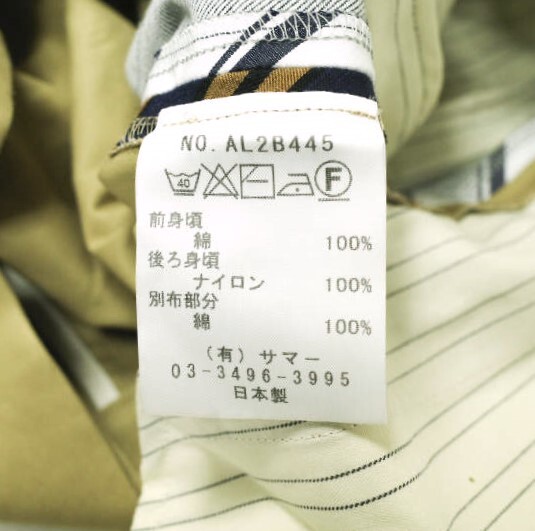 NO. AL2B445
40
F
前身頃
綿 100%
後ろ身頃
ナイロン 100%
別布部分
綿 100%
(有) サマー
03-3496-3995
日本製